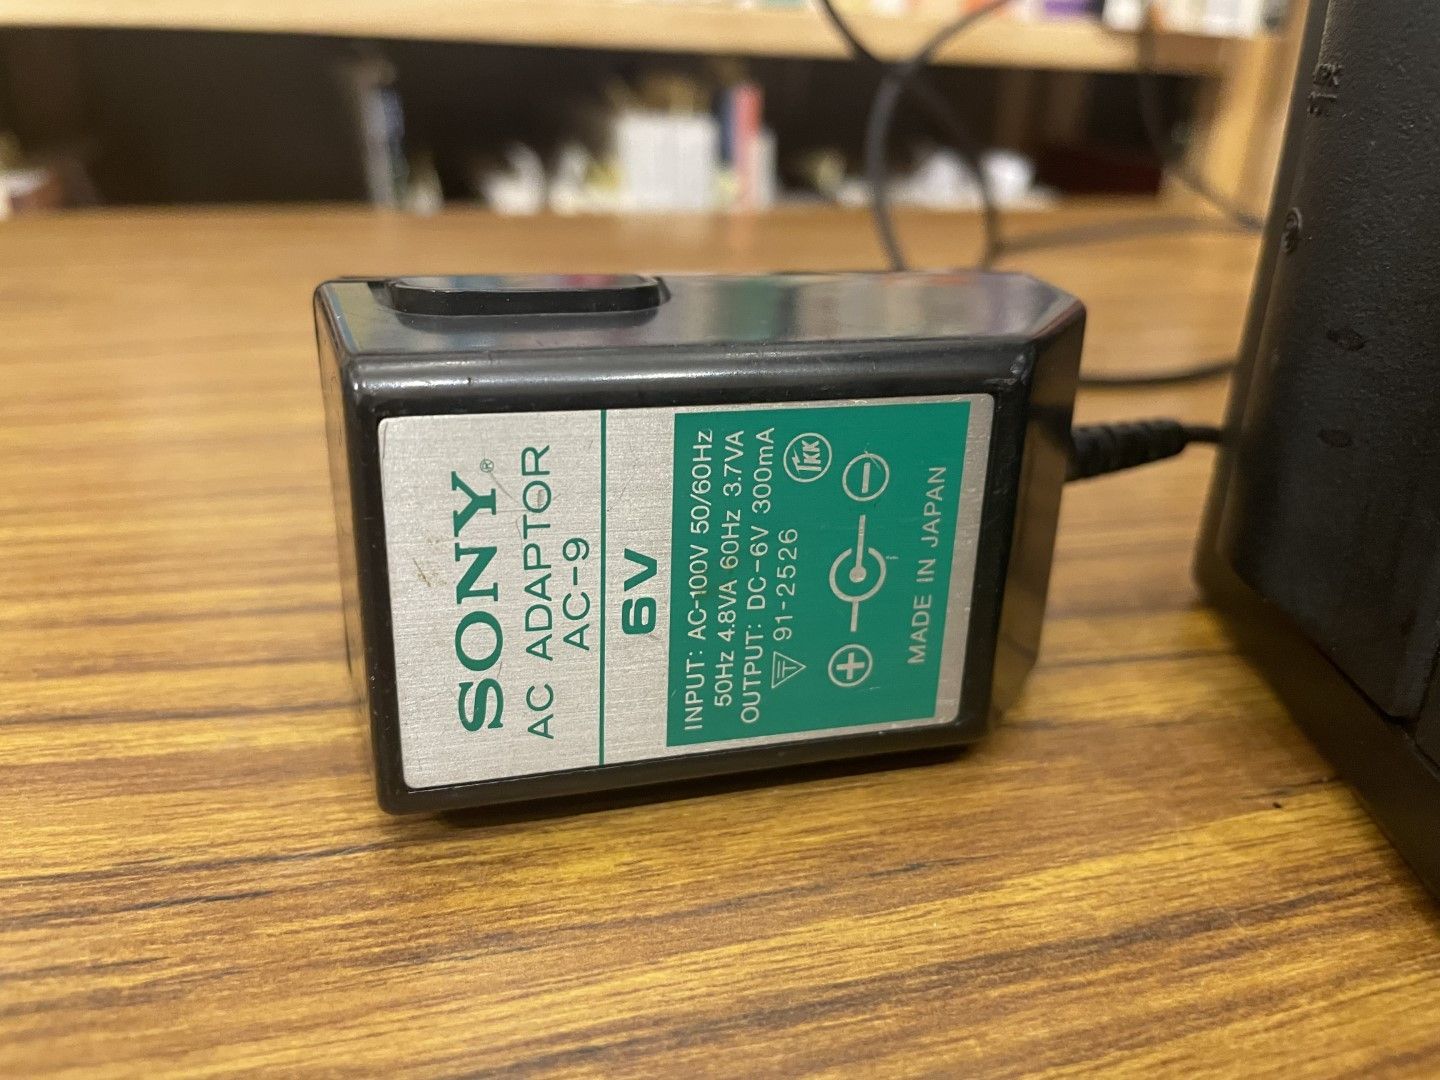 SONY®
AC ADAPTOR
AC-9
6V
INPUT: AC-100V 50/60Hz
50Hz 4.8VA 60Hz 3.7VA
OUTPUT: DC-6V 300mA
▽T 91-2526 TKK
+ -
MADE IN JAPAN